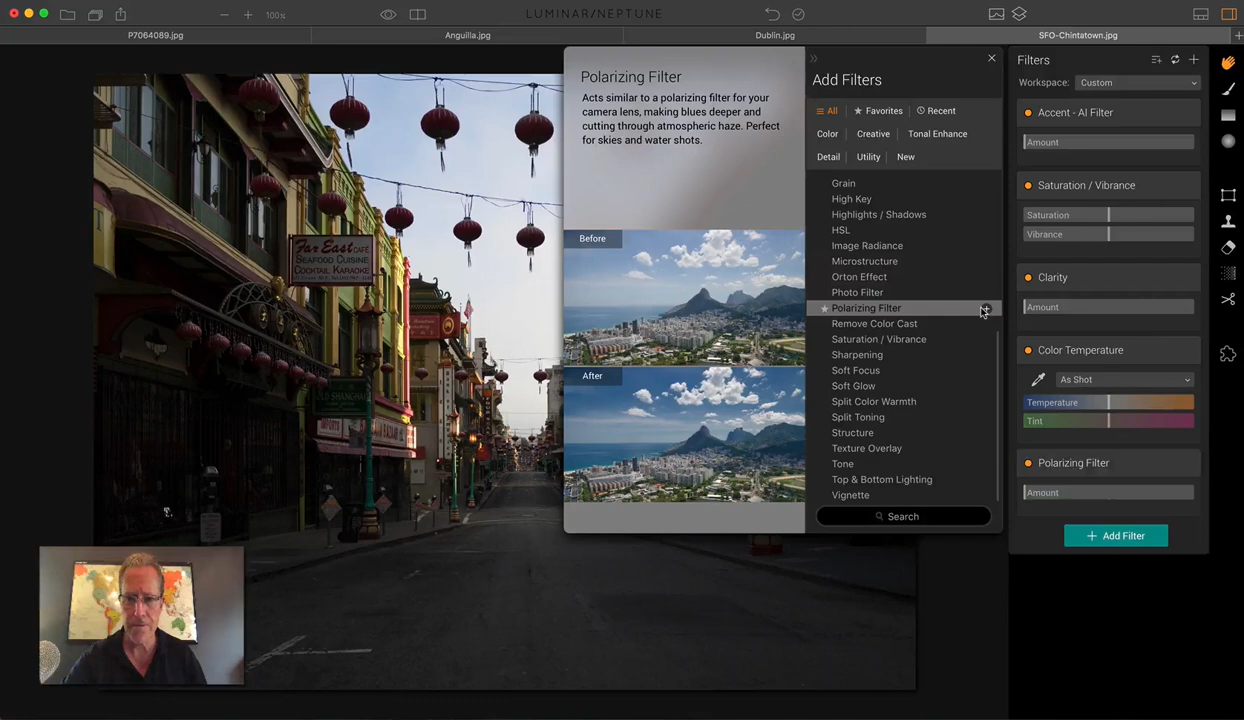 100%
LUMINAR/NEPTUNE
P7064089.jpg
Anguilla.jpg
Dublin.jpg
SFO-Chintatown.jpg
Far East CAFE
SEAFOOD CUISINE
COCKTAIL KARAOKE
OLD SHANGHAI
Polarizing Filter
Acts similar to a polarizing filter for your
camera lens, making blues deeper and
cutting through atmospheric haze. Perfect
for skies and water shots.
Before
After
Add Filters
All
Favorites
Recent
Color
Creative
Tonal Enhance
Detail
Utility
New
Grain
High Key
Highlights / Shadows
HSL
Image Radiance
Microstructure
Orton Effect
Photo Filter
Polarizing Filter
Remove Color Cast
Saturation / Vibrance
Sharpening
Soft Focus
Soft Glow
Split Color Warmth
Split Toning
Structure
Texture Overlay
Tone
Top & Bottom Lighting
Vignette
Search
Filters
Workspace: Custom
Accent - AI Filter
Amount
Saturation / Vibrance
Saturation
Vibrance
Clarity
Amount
Color Temperature
As Shot
Temperature
Tint
Polarizing Filter
Amount
+ Add Filter